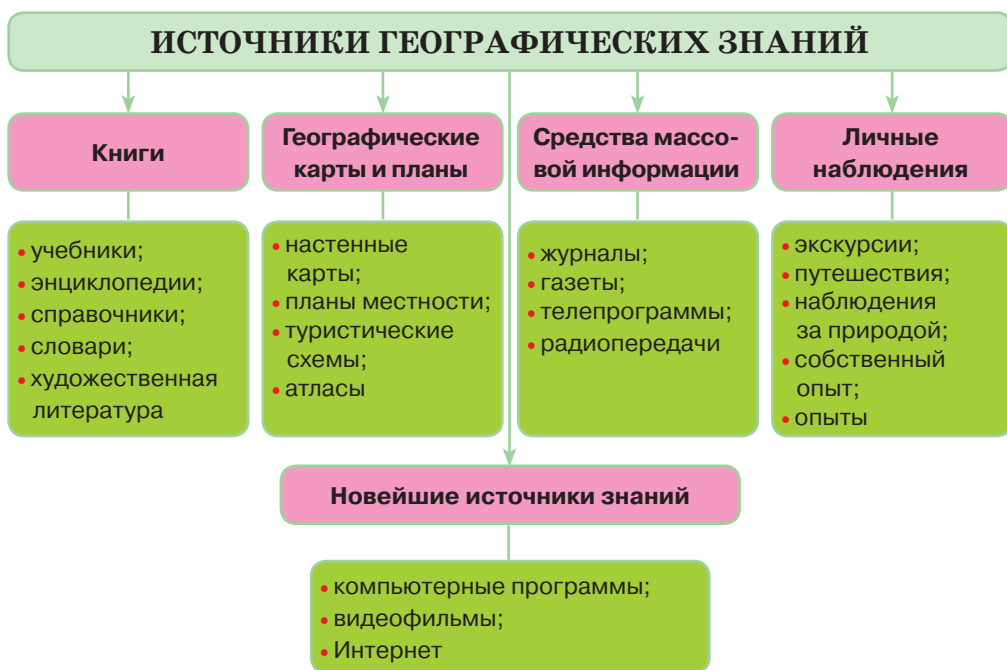 ИСТОЧНИКИ ГЕОГРАФИЧЕСКИХ ЗНАНИЙ
Книги
• учебники;
• энциклопедии;
• справочники;
• словари;
• художественная
литература
Географические
карты и планы
• настенные
карты;
• планы местности;
• туристические
схемы;
• атласы
Средства массо-
вой информации
• журналы;
• газеты;
• телепрограммы;
• радиопередачи
Личные
наблюдения
• экскурсии;
• путешествия;
• наблюдения
за природой;
• собственный
опыт;
• опыты
Новейшие источники знаний
• компьютерные программы;
• видеофильмы;
• Интернет